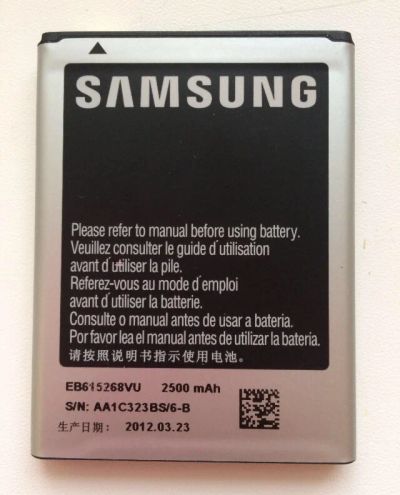 SAMSUNG
Please refer to manual before using battery.
Veuillez consulter le guide d'utilisation
avant d'utiliser la pile.
Referez-vous au mode d'emploi
avant d'utiliser la batterie.
Consulte o manual antes de usar a bateria.
Por favor lea el manual antes de utilizar la bateria.
请按照说明书指示使用电池。
EB615268VU 2500 mAh
S/N: AA1C323BS/6-B
生产日期: 2012.03.23